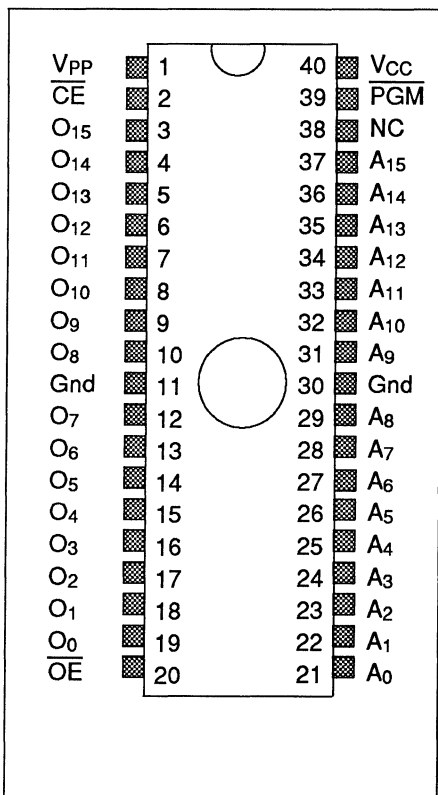 VPP 1 40 VCC
CE 2 39 PGM
O15 3 38 NC
O14 4 37 A15
O13 5 36 A14
O12 6 35 A13
O11 7 34 A12
O10 8 33 A11
O9 9 32 A10
O8 10 31 A9
Gnd 11 30 Gnd
O7 12 29 A8
O6 13 28 A7
O5 14 27 A6
O4 15 26 A5
O3 16 25 A4
O2 17 24 A3
O1 18 23 A2
O0 19 22 A1
OE 20 21 A0